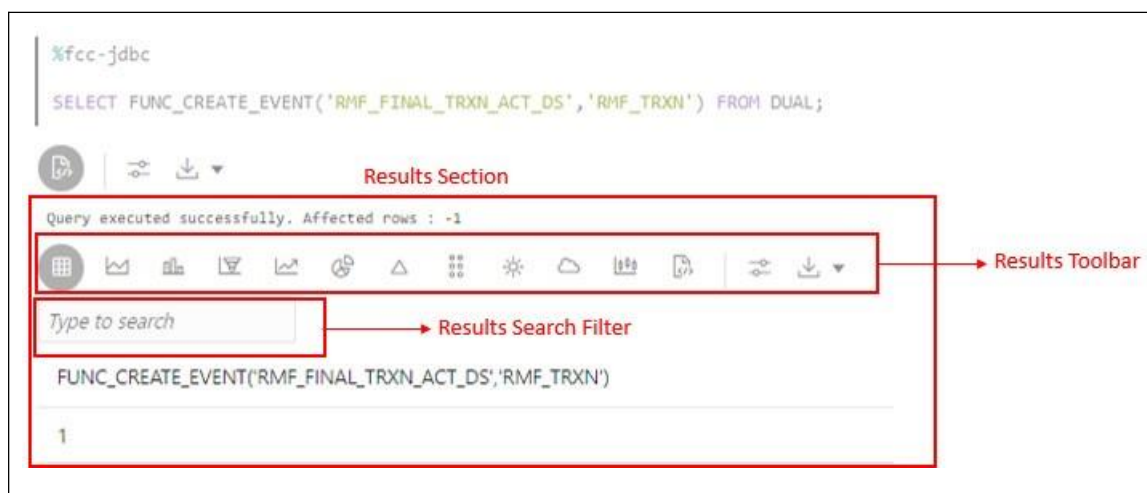 %fcc-jdbc
SELECT FUNC_CREATE_EVENT('RMF_FINAL_TRXN_ACT_DS','RMF_TRXN') FROM DUAL;
Results Section
Query executed successfully. Affected rows : -1
Results Toolbar
Type to search
Results Search Filter
FUNC_CREATE_EVENT('RMF_FINAL_TRXN_ACT_DS','RMF_TRXN')
1